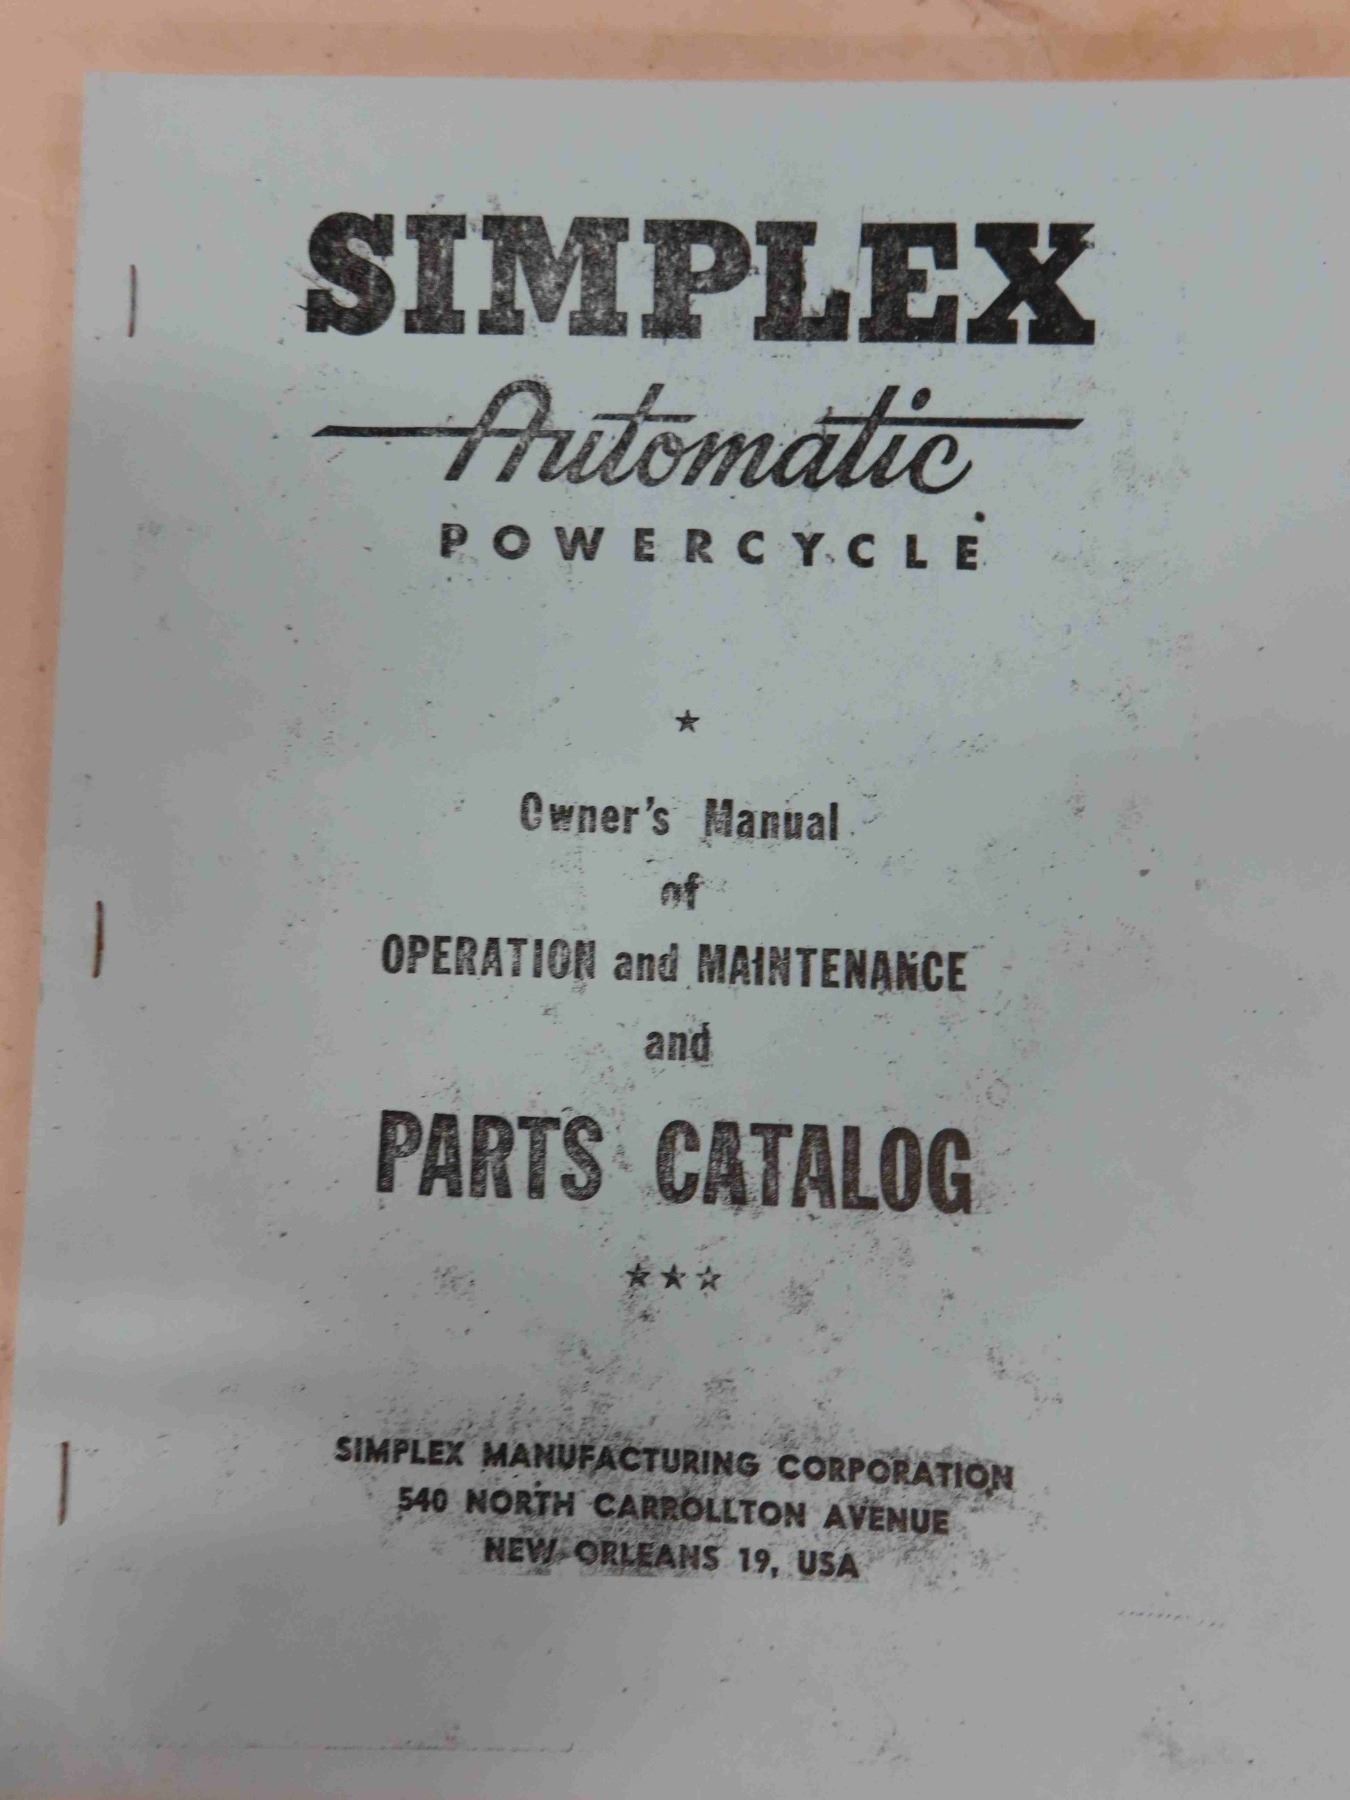 SIMPLEX
Automatic
POWERCYCLE
Owner's Manual
of
OPERATION and MAINTENANCE
and
PARTS CATALOG
SIMPLEX MANUFACTURING CORPORATION
540 NORTH CARROLLTON AVENUE
NEW ORLEANS 19, USA